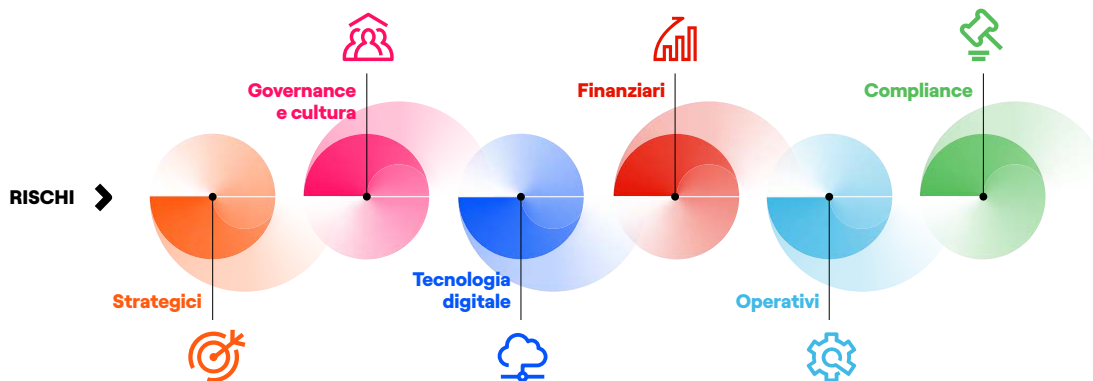 RISCHI
Strategici
Governance
e cultura
Tecnologia
digitale
Finanziari
Operativi
Compliance